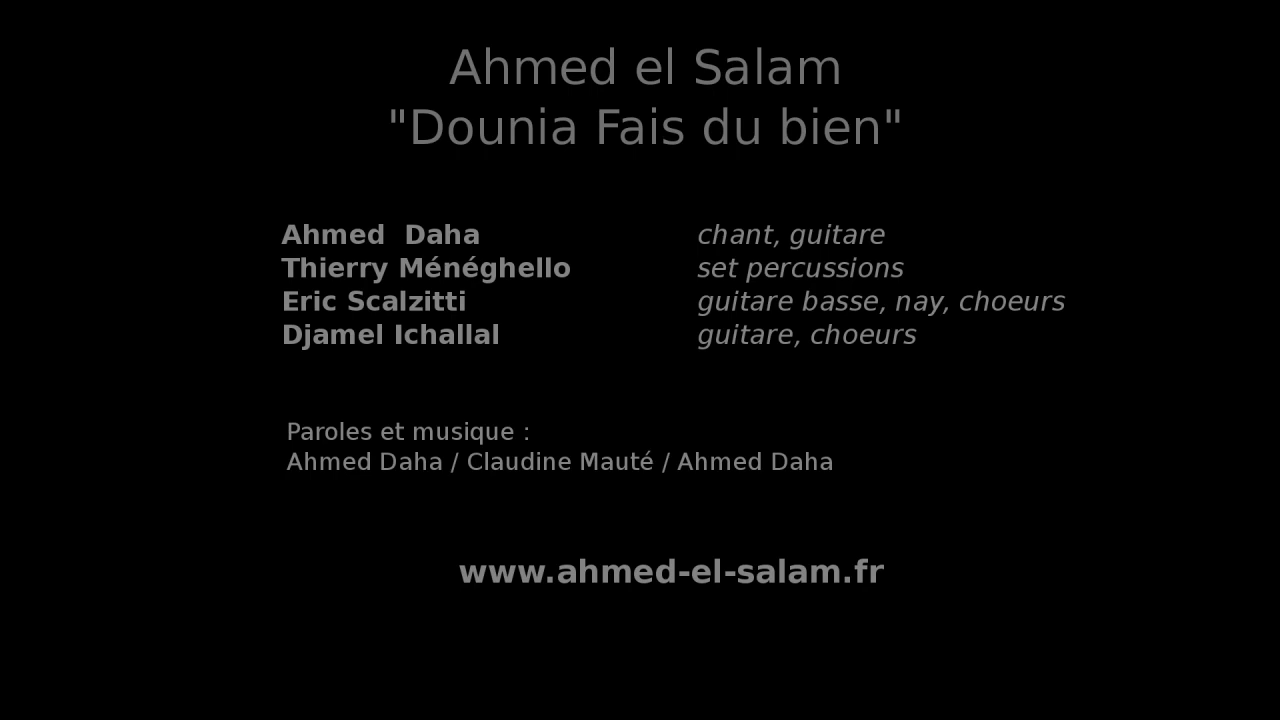 Ahmed el Salam
"Dounia Fais du bien"
Ahmed  Daha chant, guitare
Thierry Ménéghello set percussions
Eric Scalzitti guitare basse, nay, choeurs
Djamel Ichallal guitare, choeurs
Paroles et musique :
Ahmed Daha / Claudine Mauté / Ahmed Daha
www.ahmed-el-salam.fr